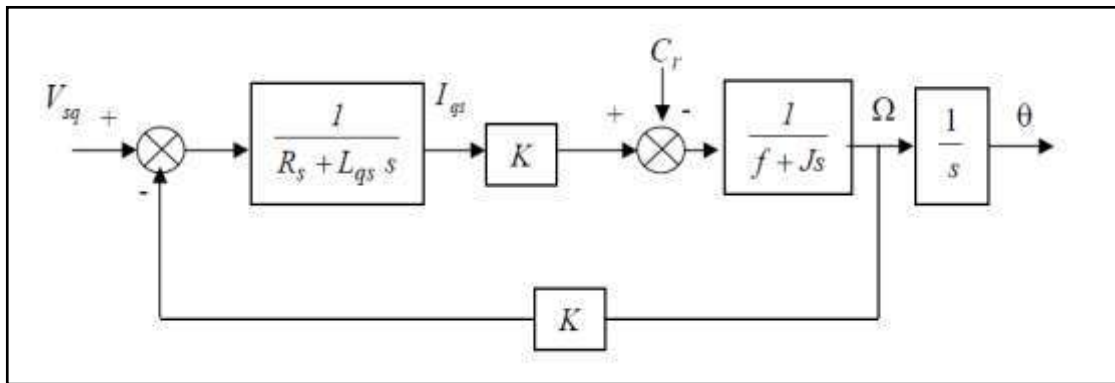 V_sq + -
1 / (R_s + L_qs s)
I_qs
K
+ C_r -
1 / (f + Js)
Ω
1 / s
θ
K